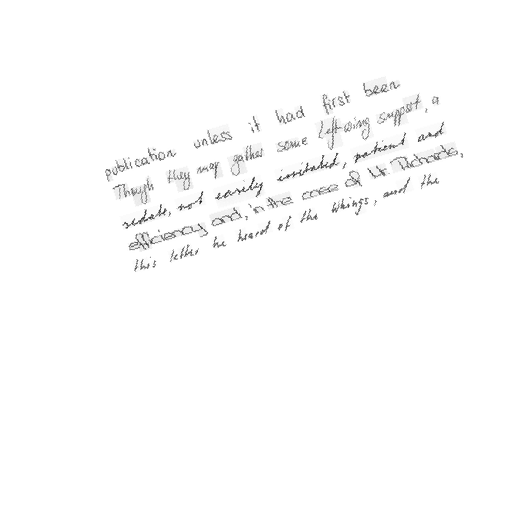 publication unless it had first been
Though they may gather some left-wing support, a
sedate, not easily irritated, patient and
efficiency and, in the case of Mr. Richards,
this letter he heard of the Whings, and the